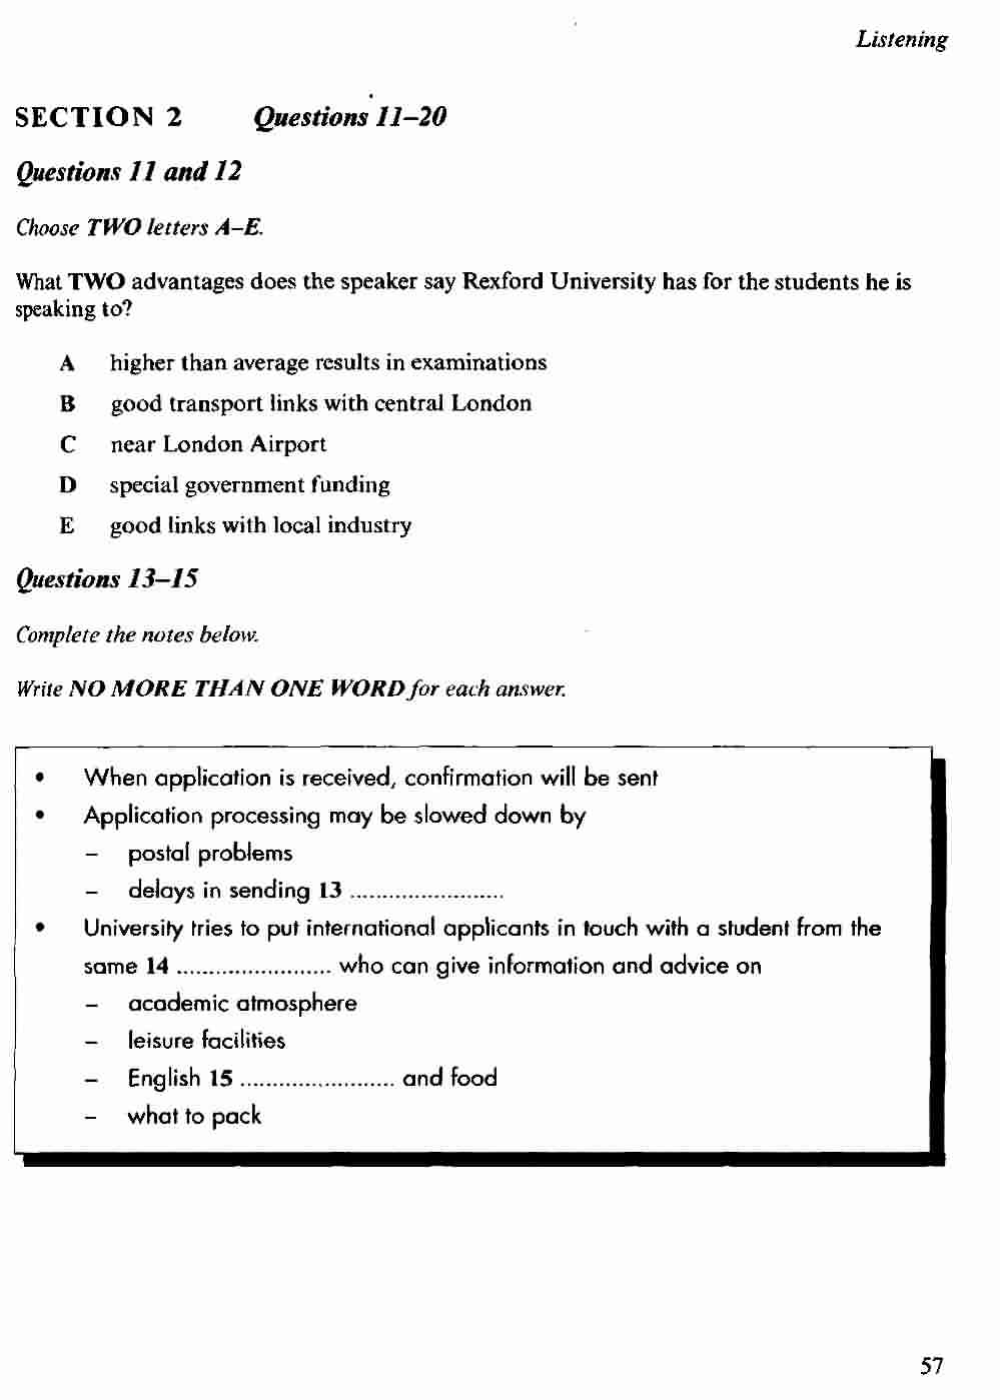 Listening
SECTION 2 Questions 11–20
Questions 11 and 12
Choose TWO letters A–E.
What TWO advantages does the speaker say Rexford University has for the students he is
speaking to?
A higher than average results in examinations
B good transport links with central London
C near London Airport
D special government funding
E good links with local industry
Questions 13–15
Complete the notes below.
Write NO MORE THAN ONE WORD for each answer.
• When application is received, confirmation will be sent
• Application processing may be slowed down by
– postal problems
– delays in sending 13 ........................
• University tries to put international applicants in touch with a student from the
same 14 ........................ who can give information and advice on
– academic atmosphere
– leisure facilities
– English 15 ........................ and food
– what to pack
57